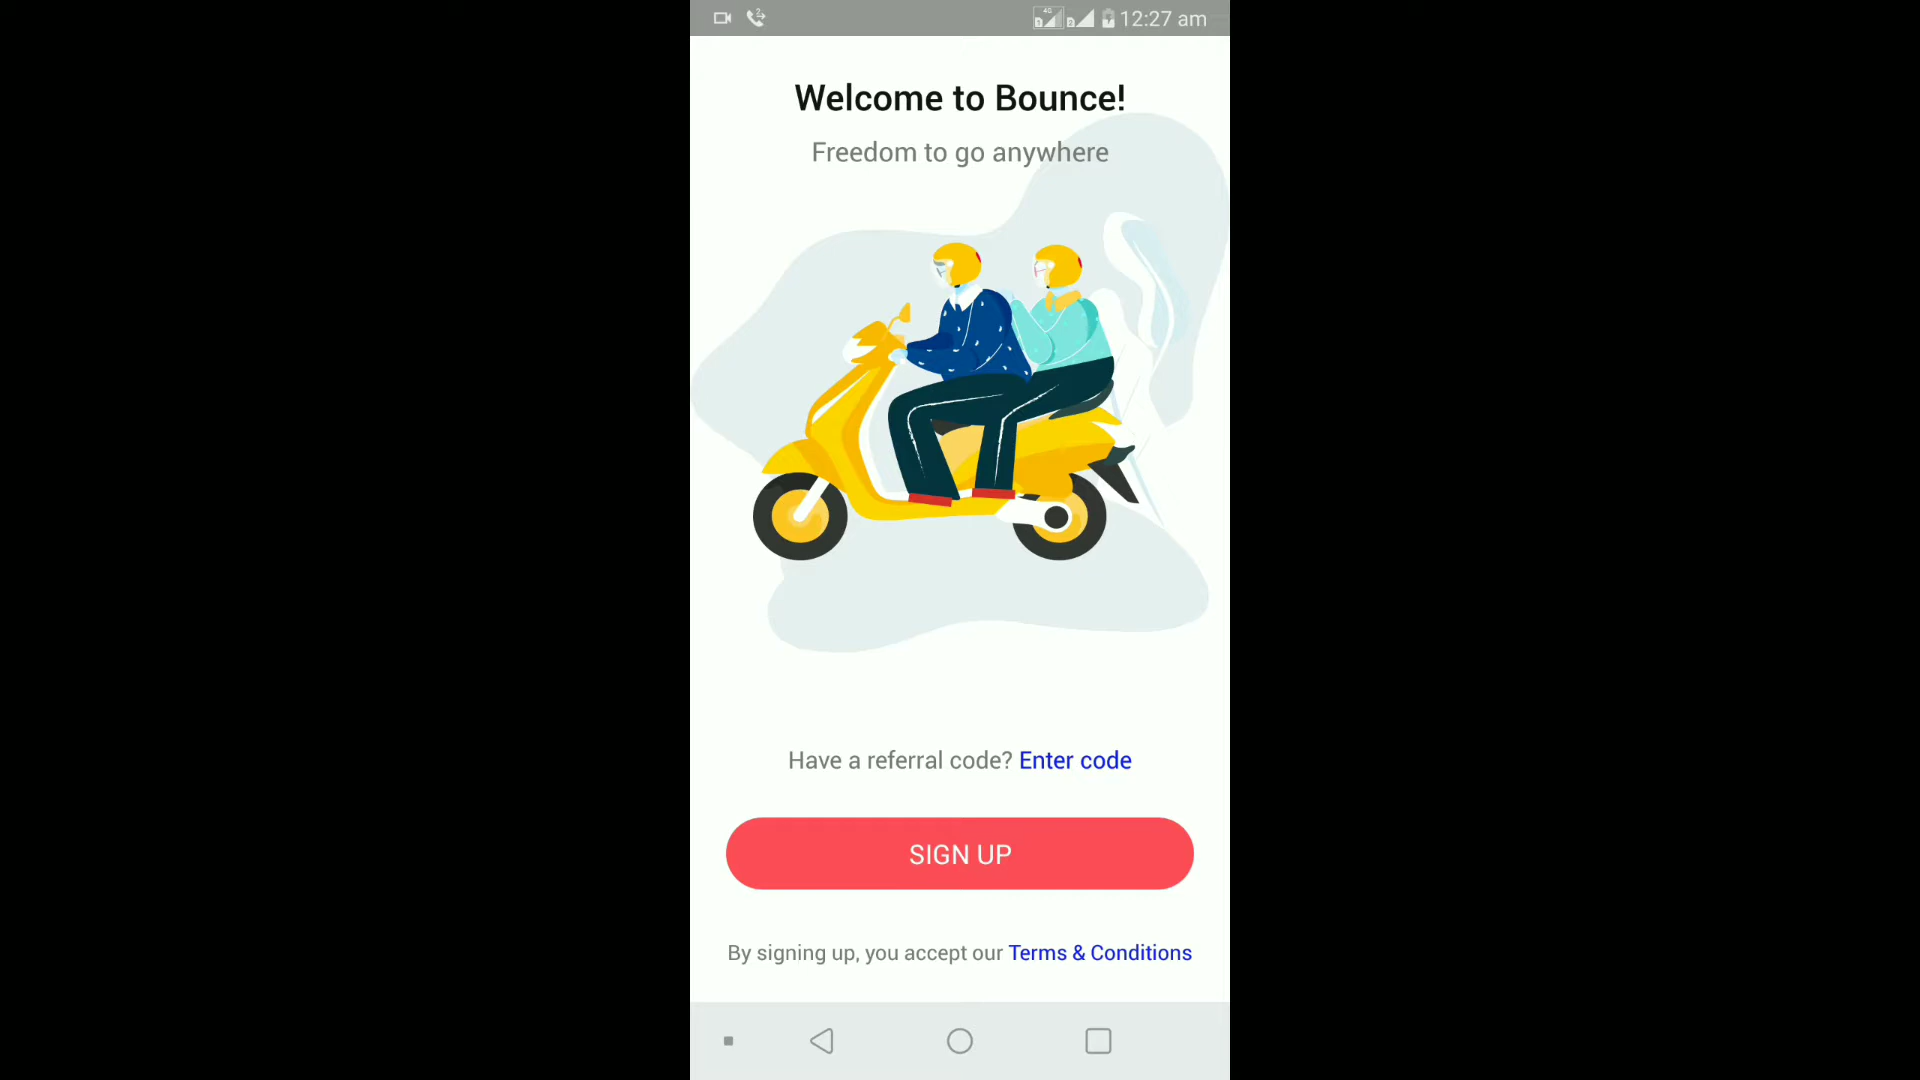 12:27 am
Welcome to Bounce!
Freedom to go anywhere
Have a referral code? Enter code
SIGN UP
By signing up, you accept our Terms & Conditions